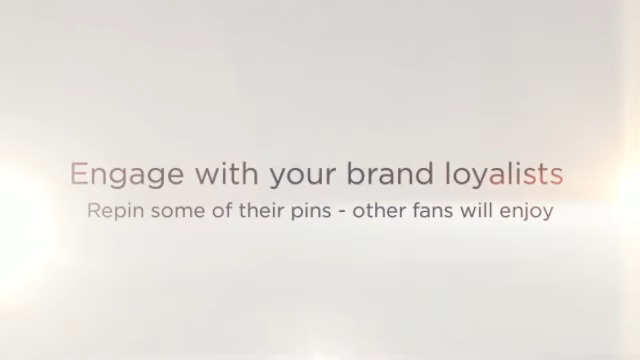 Engage with your brand loyalists
Repin some of their pins - other fans will enjoy